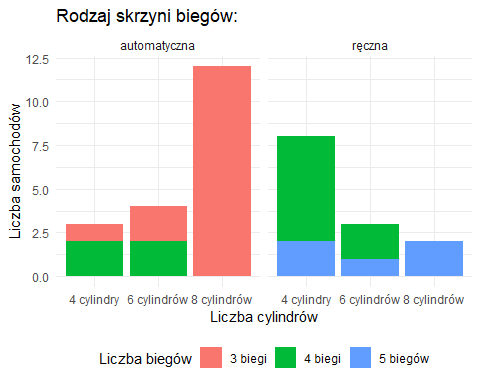 Rodzaj skrzyni biegów:
automatyczna
ręczna
Liczba samochodów
12.5
10.0
7.5
5.0
2.5
0.0
4 cylindry 6 cylindrów 8 cylindrów
4 cylindry 6 cylindrów 8 cylindrów
Liczba cylindrów
Liczba biegów 3 biegi 4 biegi 5 biegów